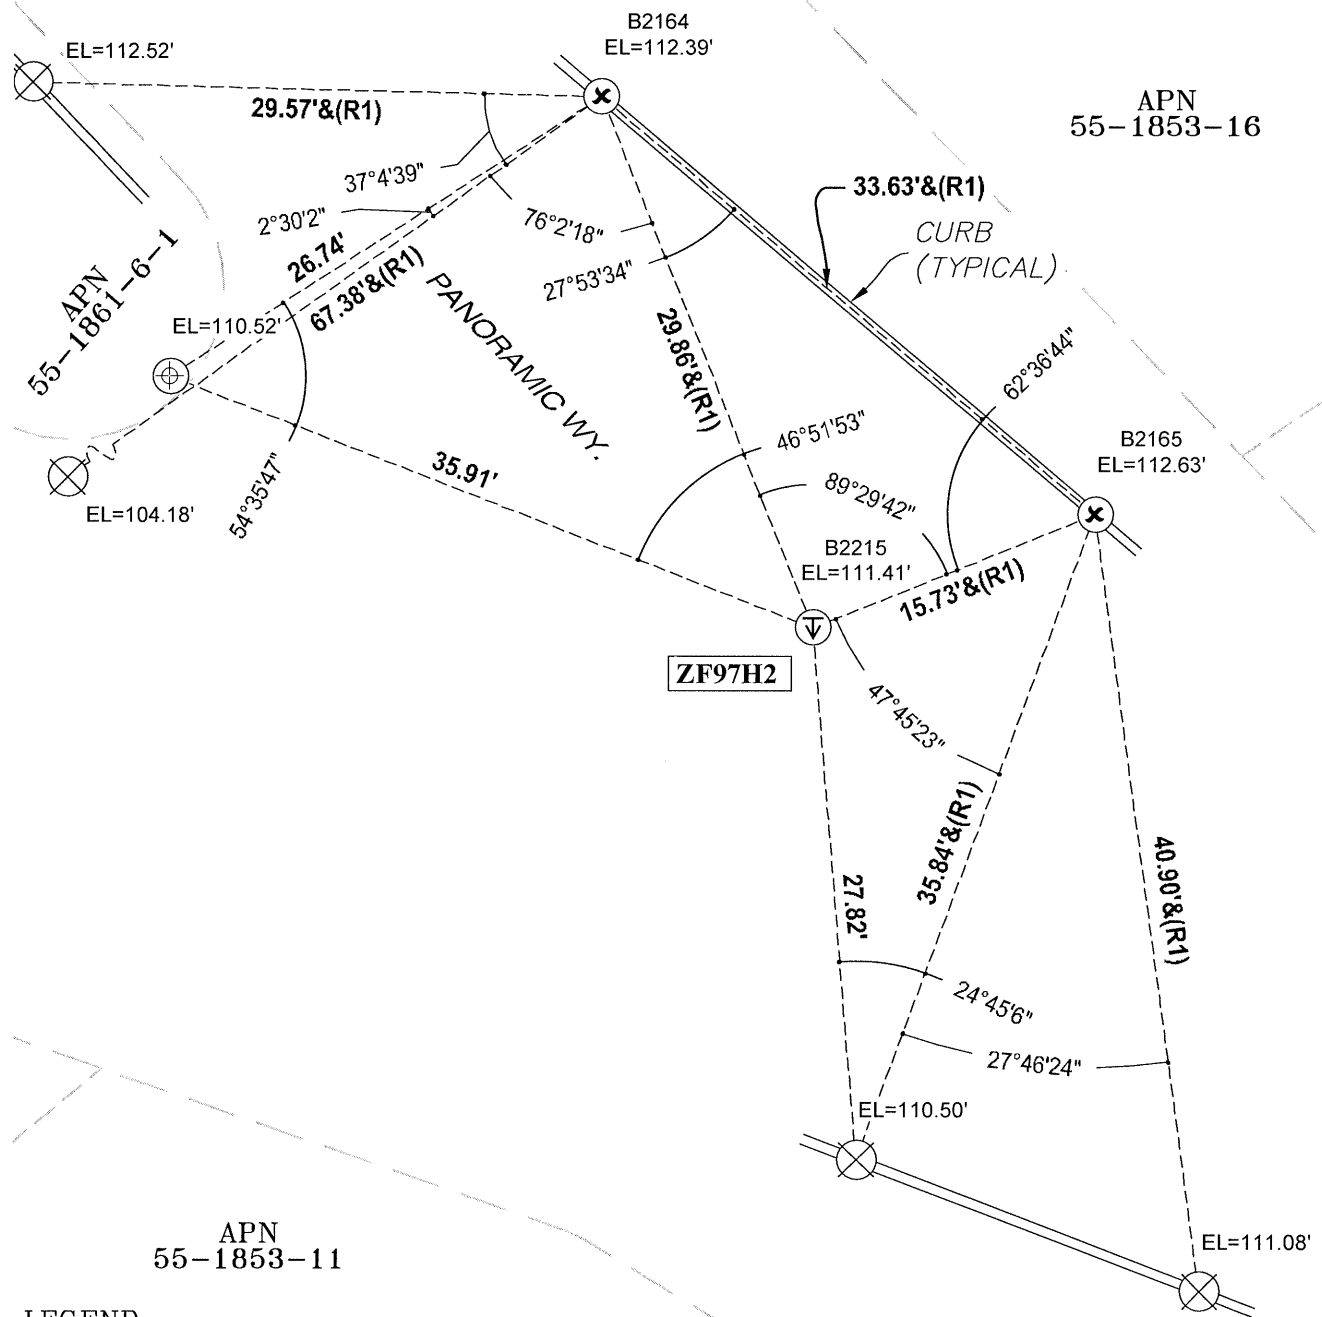 B2164
EL=112.39'
EL=112.52'
APN
55-1853-16
29.57'&(R1)
37°4'39"
33.63'&(R1)
2°30'2"
76°2'18"
CURB
(TYPICAL)
27°53'34"
26.74'
67.38'&(R1)
APN
55-1861-6-1
EL=110.52'
PANORAMIC WY.
29.86'&(R1)
62°36'44"
46°51'53"
B2165
EL=112.63'
35.91'
54°35'47"
89°29'42"
EL=104.18'
B2215
EL=111.41'
15.73'&(R1)
ZF97H2
47°45'23"
35.84'&(R1)
27.82'
40.90'&(R1)
24°45'6"
27°46'24"
EL=110.50'
APN
55-1853-11
EL=111.08'
LEGEND